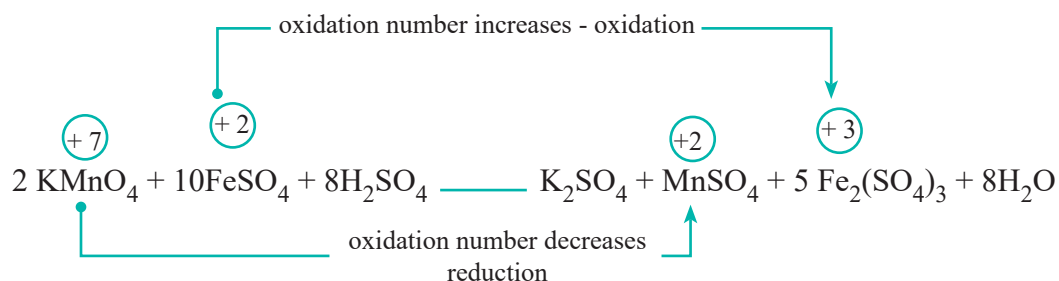 oxidation number increases - oxidation
+ 7
+ 2
+2
+ 3
2 KMnO₄ + 10FeSO₄ + 8H₂SO₄ K₂SO₄ + MnSO₄ + 5 Fe₂(SO₄)₃ + 8H₂O
oxidation number decreases
reduction